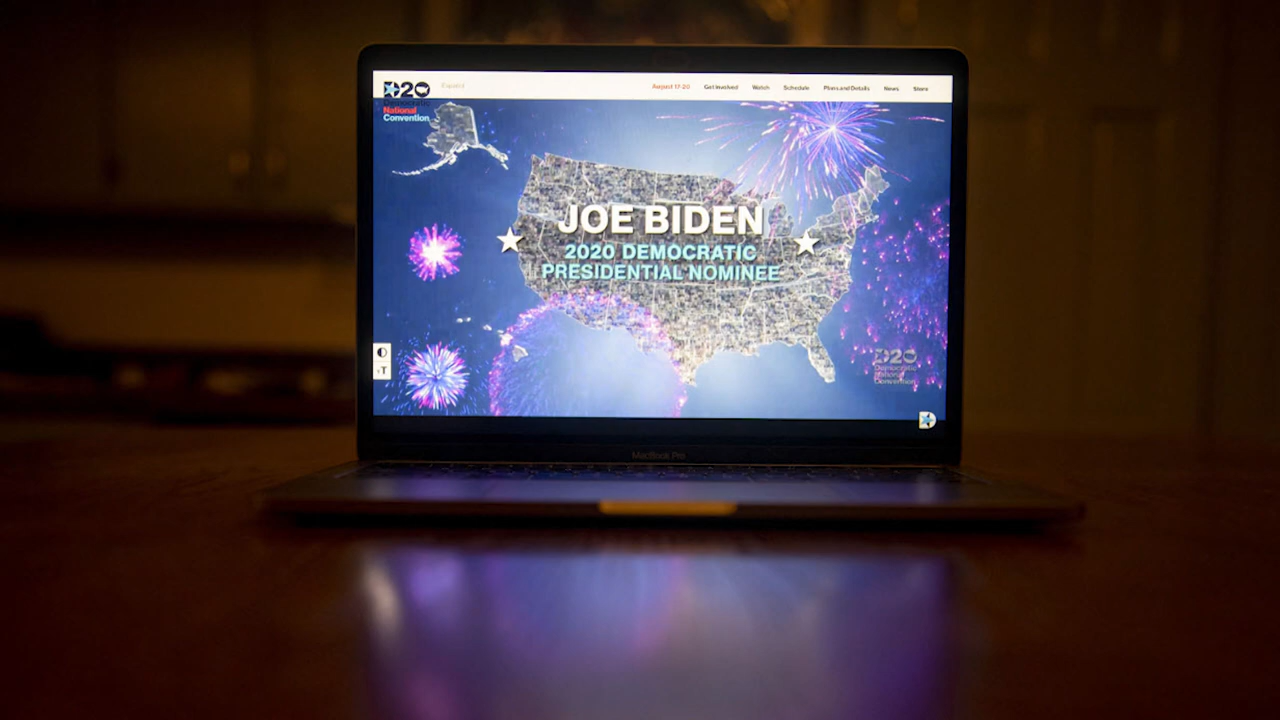 D20
Democratic
National
Convention
Español
August 17-20 Get Involved Watch Schedule Plans and Details News Store
JOE BIDEN
2020 DEMOCRATIC
PRESIDENTIAL NOMINEE
T
D20
Democratic
National
Convention
D
MacBook Pro